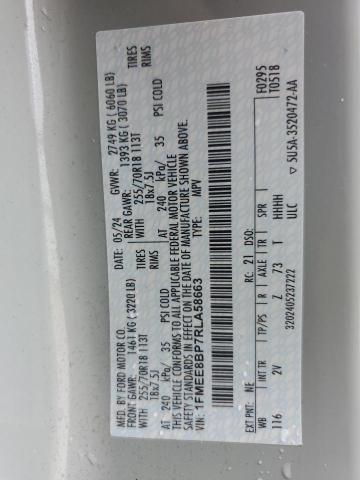 MFD. BY FORD MOTOR CO.
DATE: 05/24 GVWR: 2749 KG ( 6060 LB)
FRONT GAWR: 1461 KG ( 3220 LB) REAR GAWR: 1393 KG ( 3070 LB)
WITH 255/70R18 113T TIRES WITH 255/70R18 113T TIRES
18x7.5J RIMS 18x7.5J RIMS
AT 240 kPa/ 35 PSI COLD AT 240 kPa/ 35 PSI COLD
THIS VEHICLE CONFORMS TO ALL APPLICABLE FEDERAL MOTOR VEHICLE
SAFETY STANDARDS IN EFFECT ON THE DATE OF MANUFACTURE SHOWN ABOVE.
VIN: 1FMEE8BP7RLA58663 TYPE: MPV
F0295
T0518
EXT PNT: NE RC: 21 DSO:
WB INT TR TP/PS R AXLE TR SPR
116 2V Z 73 T HHHH
ULC
3202405237222 ▽ SU5A-3520472-AA